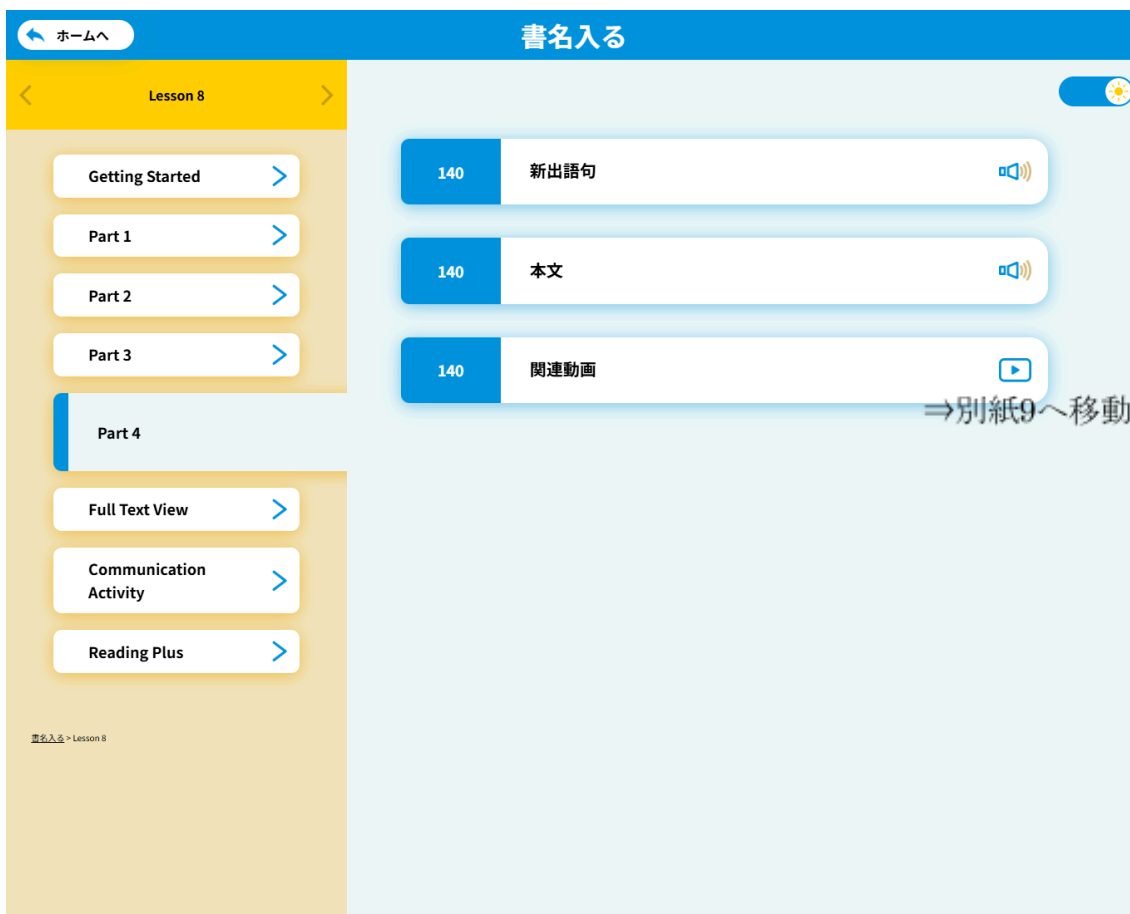 ホームへ
書名入る
Lesson 8
Getting Started
Part 1
Part 2
Part 3
Part 4
Full Text View
Communication
Activity
Reading Plus
書名入る > Lesson 8
140 新出語句
140 本文
140 関連動画
⇒別紙9へ移動